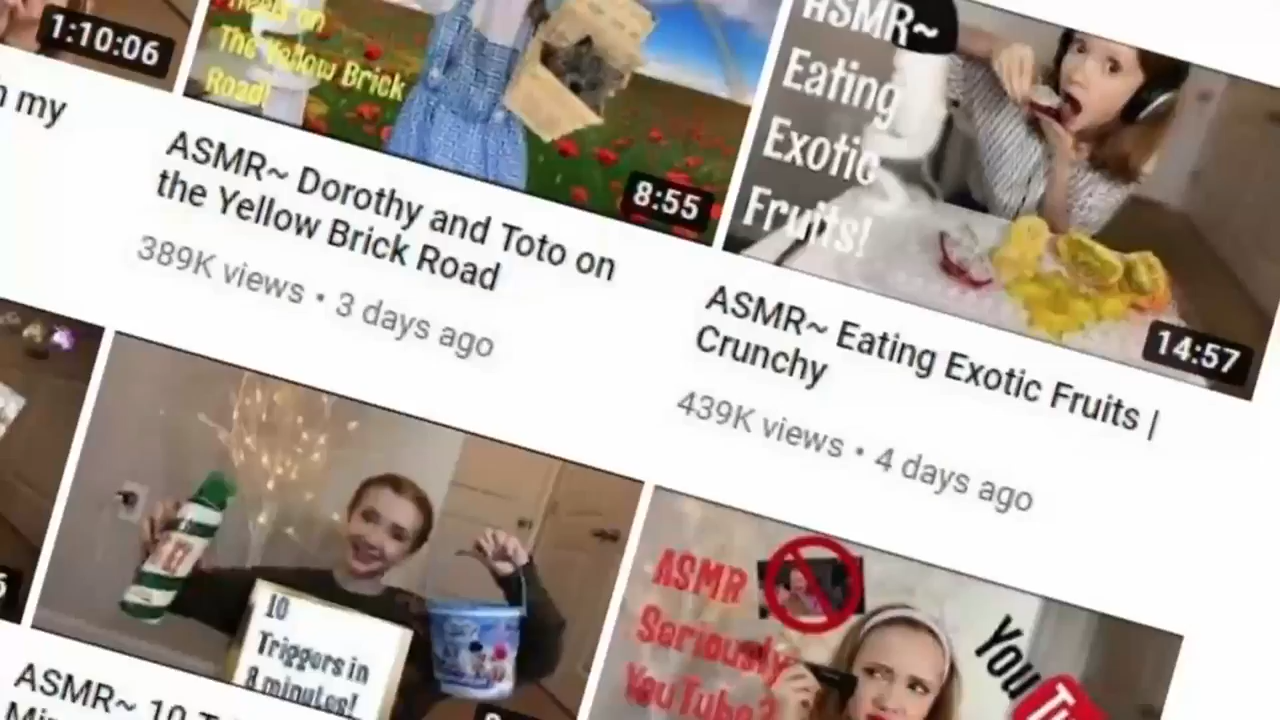 1:10:06
n my
The Yellow Brick
Road!
8:55
ASMR~ Dorothy and Toto on
the Yellow Brick Road
389K views • 3 days ago
ASMR~
Eating
Exotic
Fruits!
14:57
ASMR~ Eating Exotic Fruits |
Crunchy
439K views • 4 days ago
10
Triggers in
8 minutes!
ASMR~ 10
ASMR
Seriously
YouTube?
YouTu